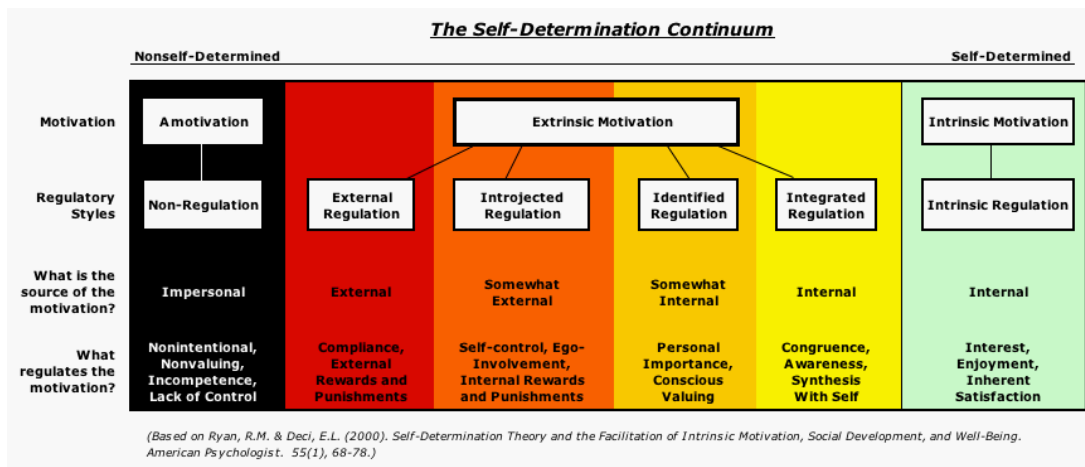 The Self-Determination Continuum
Nonself-Determined
Self-Determined
Motivation
Amotivation
Extrinsic Motivation
Intrinsic Motivation
Regulatory
Styles
Non-Regulation
External
Regulation
Introjected
Regulation
Identified
Regulation
Integrated
Regulation
Intrinsic Regulation
What is the
source of the
motivation?
Impersonal
External
Somewhat
External
Somewhat
Internal
Internal
Internal
What
regulates the
motivation?
Nonintentional,
Nonvaluing,
Incompetence,
Lack of Control
Compliance,
External
Rewards and
Punishments
Self-control, Ego-
Involvement,
Internal Rewards
and Punishments
Personal
Importance,
Conscious
Valuing
Congruence,
Awareness,
Synthesis
With Self
Interest,
Enjoyment,
Inherent
Satisfaction
(Based on Ryan, R.M. & Deci, E.L. (2000). Self-Determination Theory and the Facilitation of Intrinsic Motivation, Social Development, and Well-Being.
American Psychologist. 55(1), 68-78.)